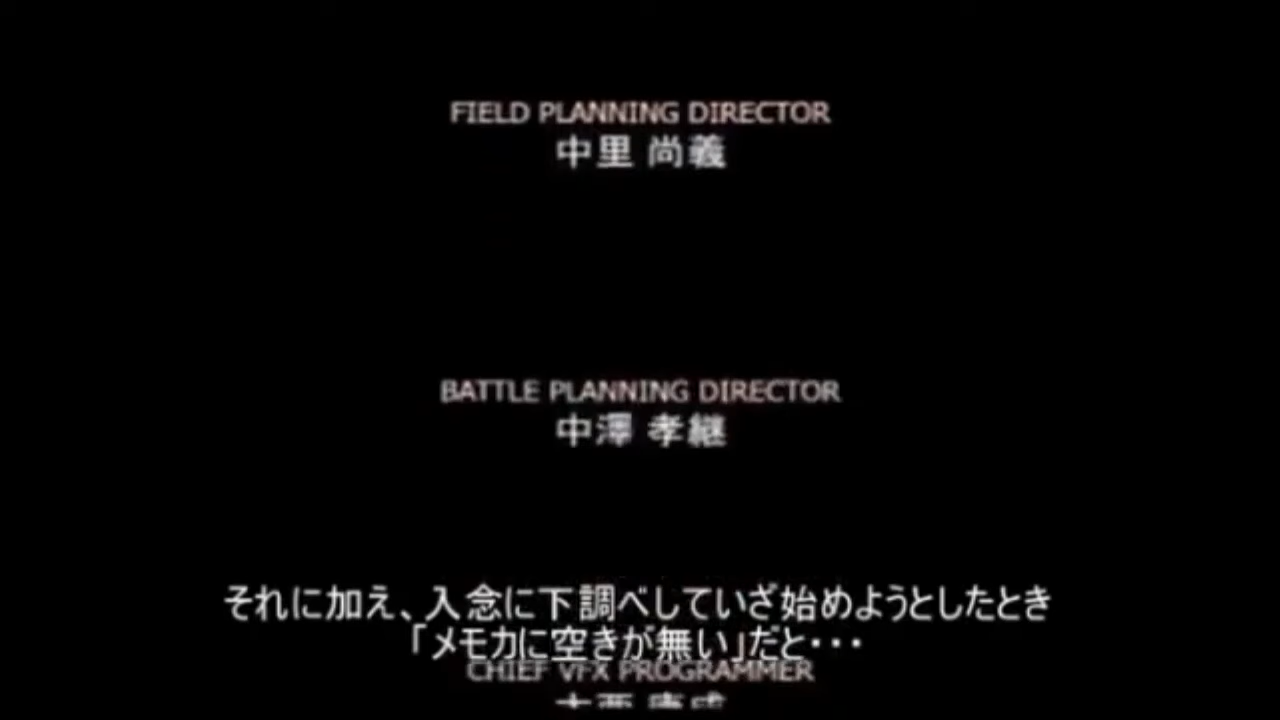 FIELD PLANNING DIRECTOR
中里 尚義
BATTLE PLANNING DIRECTOR
中澤 孝継
それに加え、入念に下調べしていざ始めようとしたとき
「メモカに空きが無い」だと・・・
CHIEF VFX PROGRAMMER